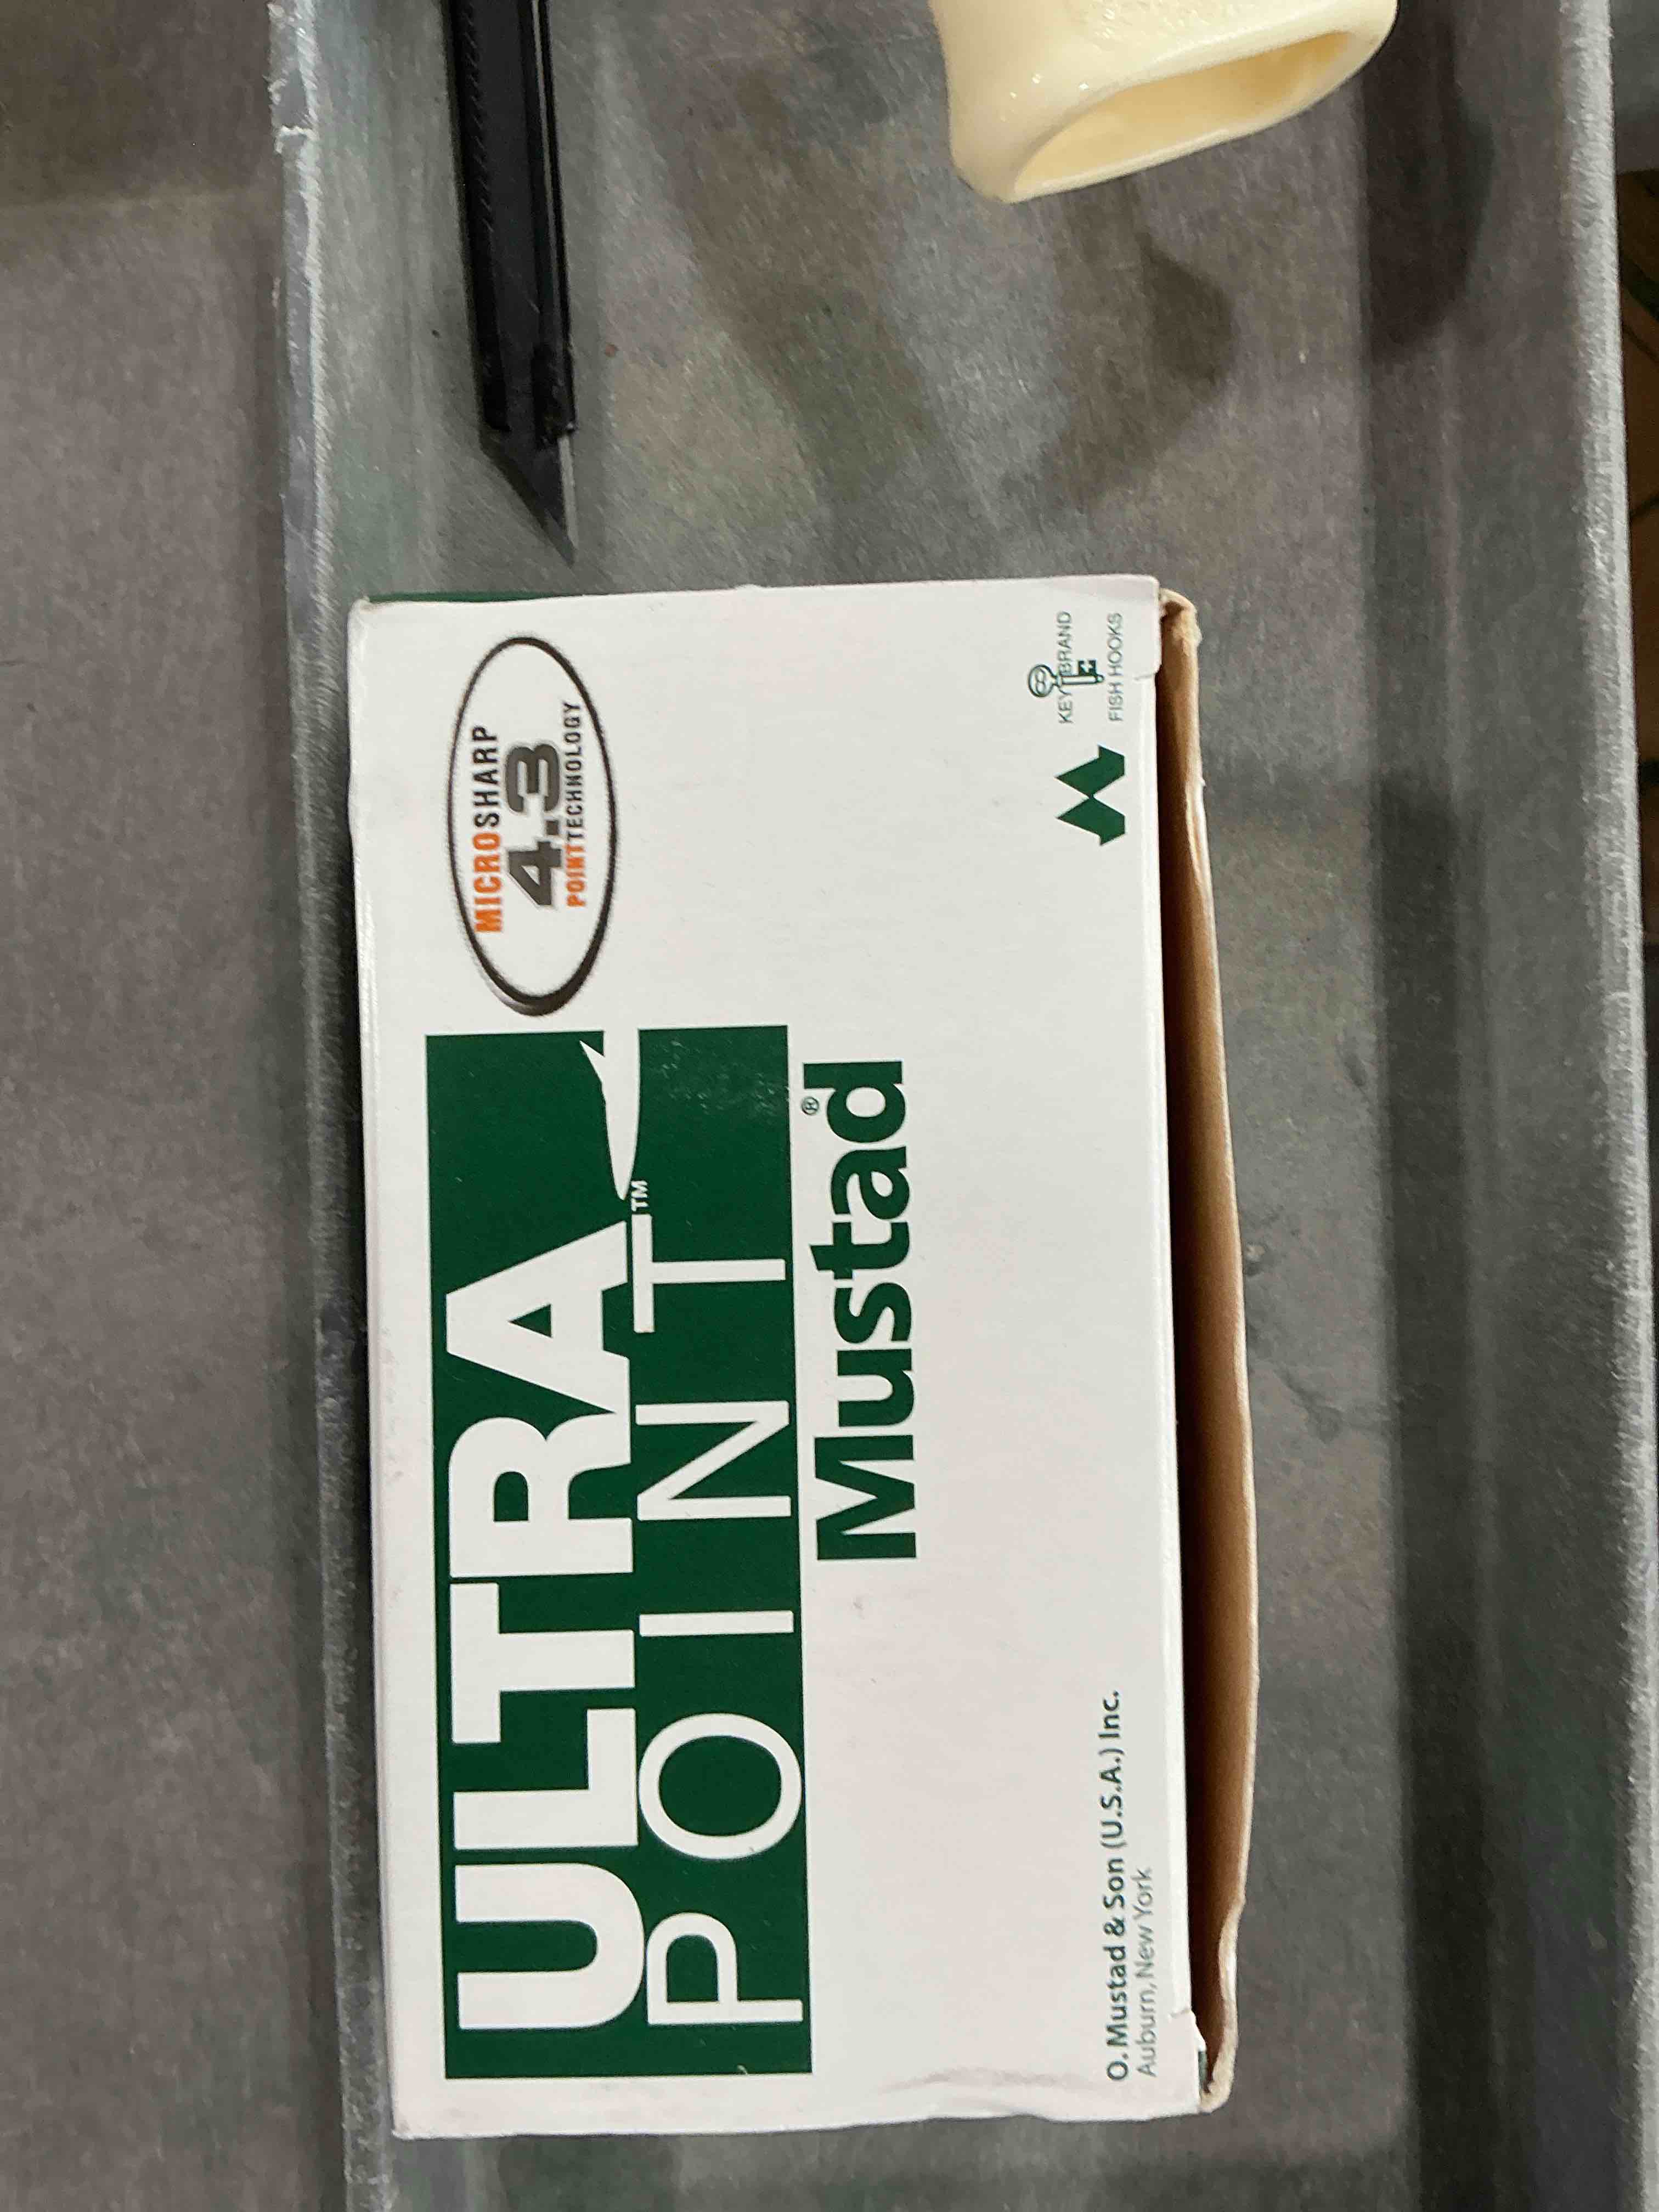 MICROSHARP
4.3
POINT TECHNOLOGY
ULTRA
POINT™
Mustad®
KEY BRAND
FISH HOOKS
O. Mustad & Son (U.S.A.) Inc.
Auburn, New York